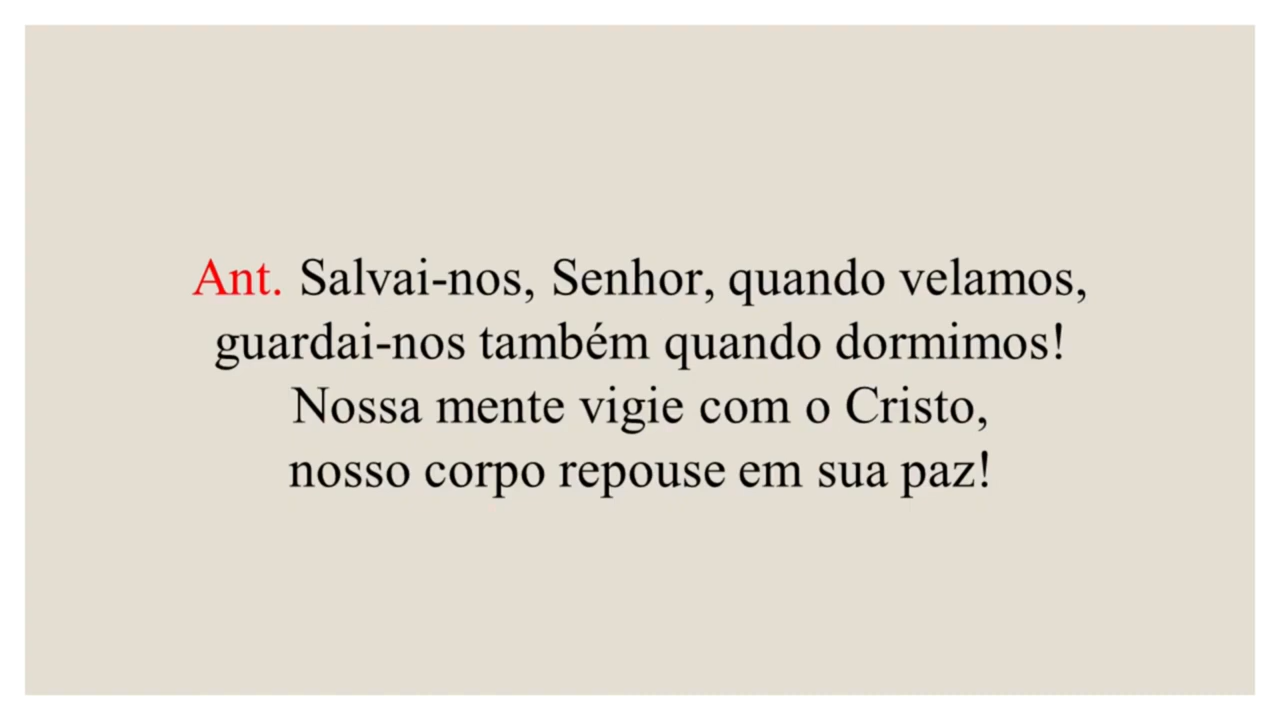 Ant. Salvai-nos, Senhor, quando velamos,
guardai-nos também quando dormimos!
Nossa mente vigie com o Cristo,
nosso corpo repouse em sua paz!